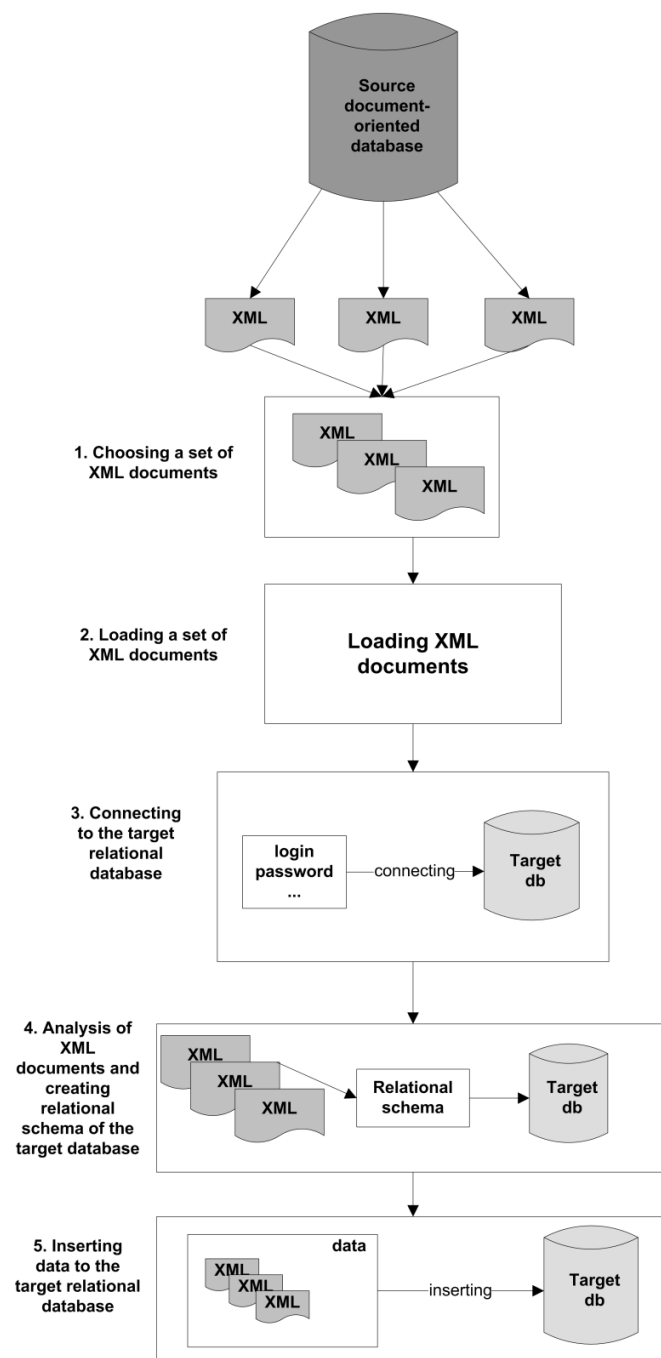 Source
document-
oriented
database
XML
XML
XML
1. Choosing a set of
XML documents
XML
XML
XML
2. Loading a set of
XML documents
Loading XML
documents
3. Connecting
to the target
relational
database
login
password
...
connecting
Target
db
4. Analysis of
XML
documents and
creating
relational
schema of the
target database
XML
XML
XML
Relational
schema
Target
db
5. Inserting
data to the
target relational
database
data
XML
XML
XML
inserting
Target
db